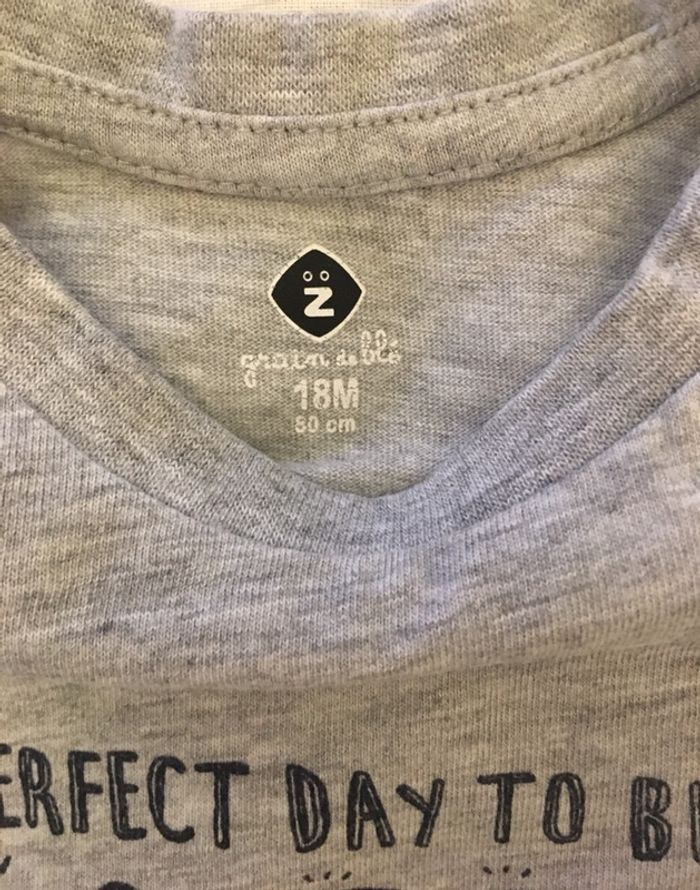 z
grain de blé
18M
80 cm
ERFECT DAY TO B